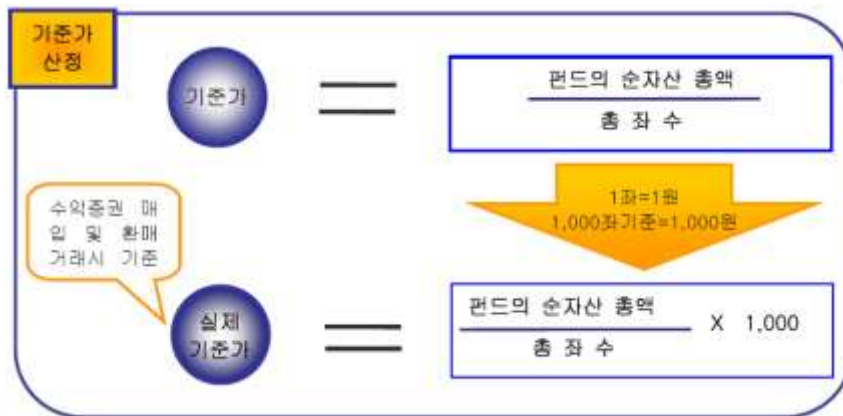 기준가
산정
기준가
펀드의 순자산 총액
총 좌 수
1좌=1원
1,000좌기준=1,000원
수익증권 매
입 및 환매
거래시 기준
실제
기준가
펀드의 순자산 총액
X 1,000
총 좌 수